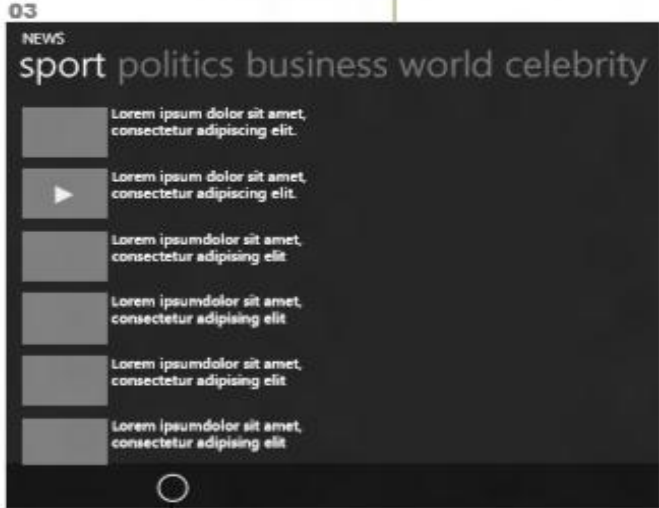 03
NEWS
sport politics business world celebrity
Lorem ipsum dolor sit amet,
consectetur adipiscing elit.
Lorem ipsum dolor sit amet,
consectetur adipiscing elit.
Lorem ipsumdolor sit amet,
consectetur adipising elit
Lorem ipsumdolor sit amet,
consectetur adipising elit
Lorem ipsumdolor sit amet,
consectetur adipising elit
Lorem ipsumdolor sit amet,
consectetur adipising elit